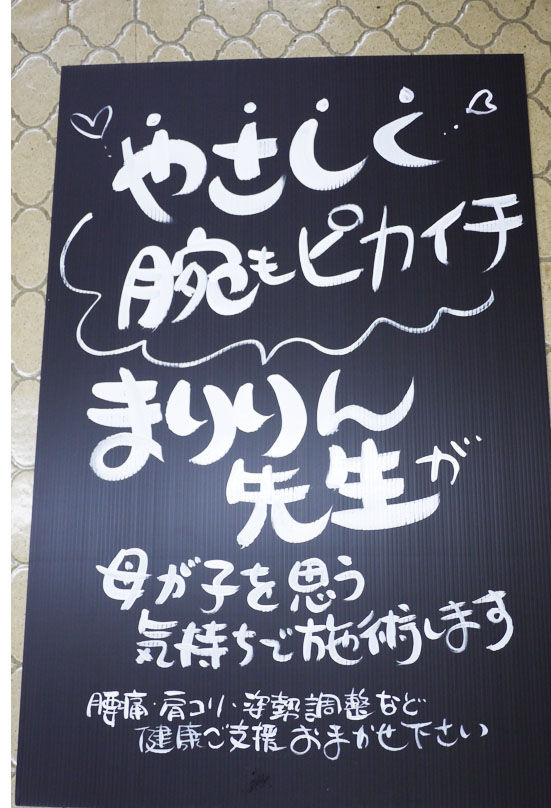 やさしく
腕もピカイチ
まりりん
先生が
母が子を思う
気持ちで施術します
腰痛・肩コリ・姿勢調整など
健康ご支援おまかせ下さい